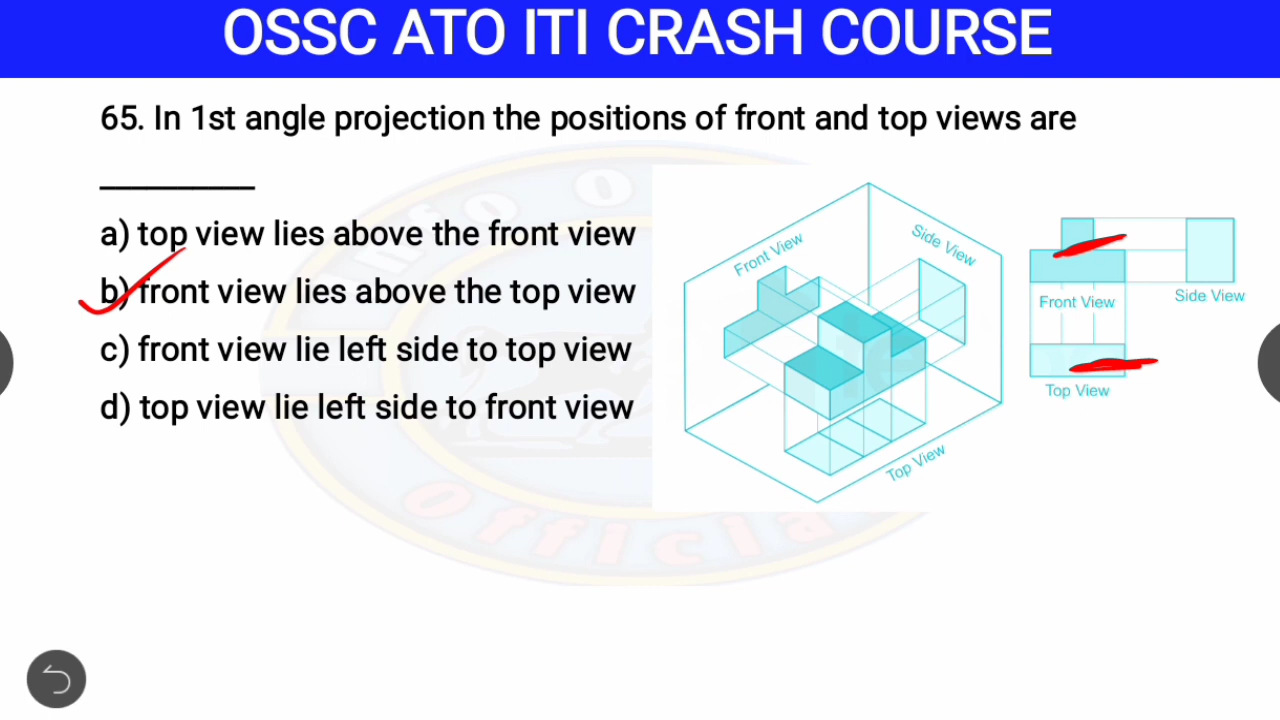 OSSC ATO ITI CRASH COURSE
65. In 1st angle projection the positions of front and top views are
__________
a) top view lies above the front view
b) front view lies above the top view
c) front view lie left side to top view
d) top view lie left side to front view
Front View
Side View
Top View
Front View
Side View
Top View
Info O
Official